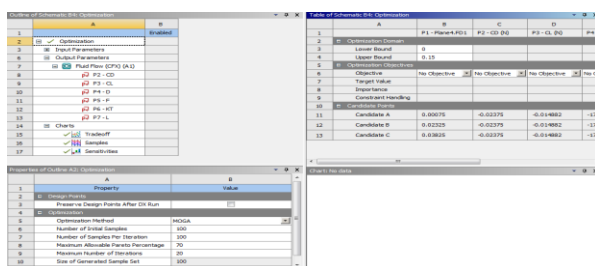 Outline of Schematic B4: Optimization
A B
1 Enabled
2 Optimization
3 Input Parameters
6 Output Parameters
7 Fluid Flow (CFX) (A1)
8 P2 - CD
9 P3 - CL
10 P4 - D
11 P5 - F
12 P6 - KT
13 P7 - L
14 Charts
15 Tradeoff
16 Samples
17 Sensitivities
Properties of Outline A2: Optimization
A B
1 Property Value
2 Design Points
3 Preserve Design Points After DX Run
4 Optimization
5 Optimization Method MOGA
6 Number of Initial Samples 100
7 Number of Samples Per Iteration 100
8 Maximum Allowable Pareto Percentage 70
9 Maximum Number of Iterations 20
10 Size of Generated Sample Set 100
Table of Schematic B4: Optimization
A B C D
1 P1 - Plane4.FD1 P2 - CD (N) P3 - CL (N) P4
2 Optimization Domain
3 Lower Bound 0
4 Upper Bound 0.15
5 Optimization Objectives
6 Objective No Objective No Objective No Objective No
7 Target Value
8 Importance
9 Constraint Handling
10 Candidate Points
11 Candidate A 0.00075 -0.02375 -0.014882
12 Candidate B 0.02325 -0.02375 -0.014882
13 Candidate C 0.03825 -0.02375 -0.014882
Chart: No data